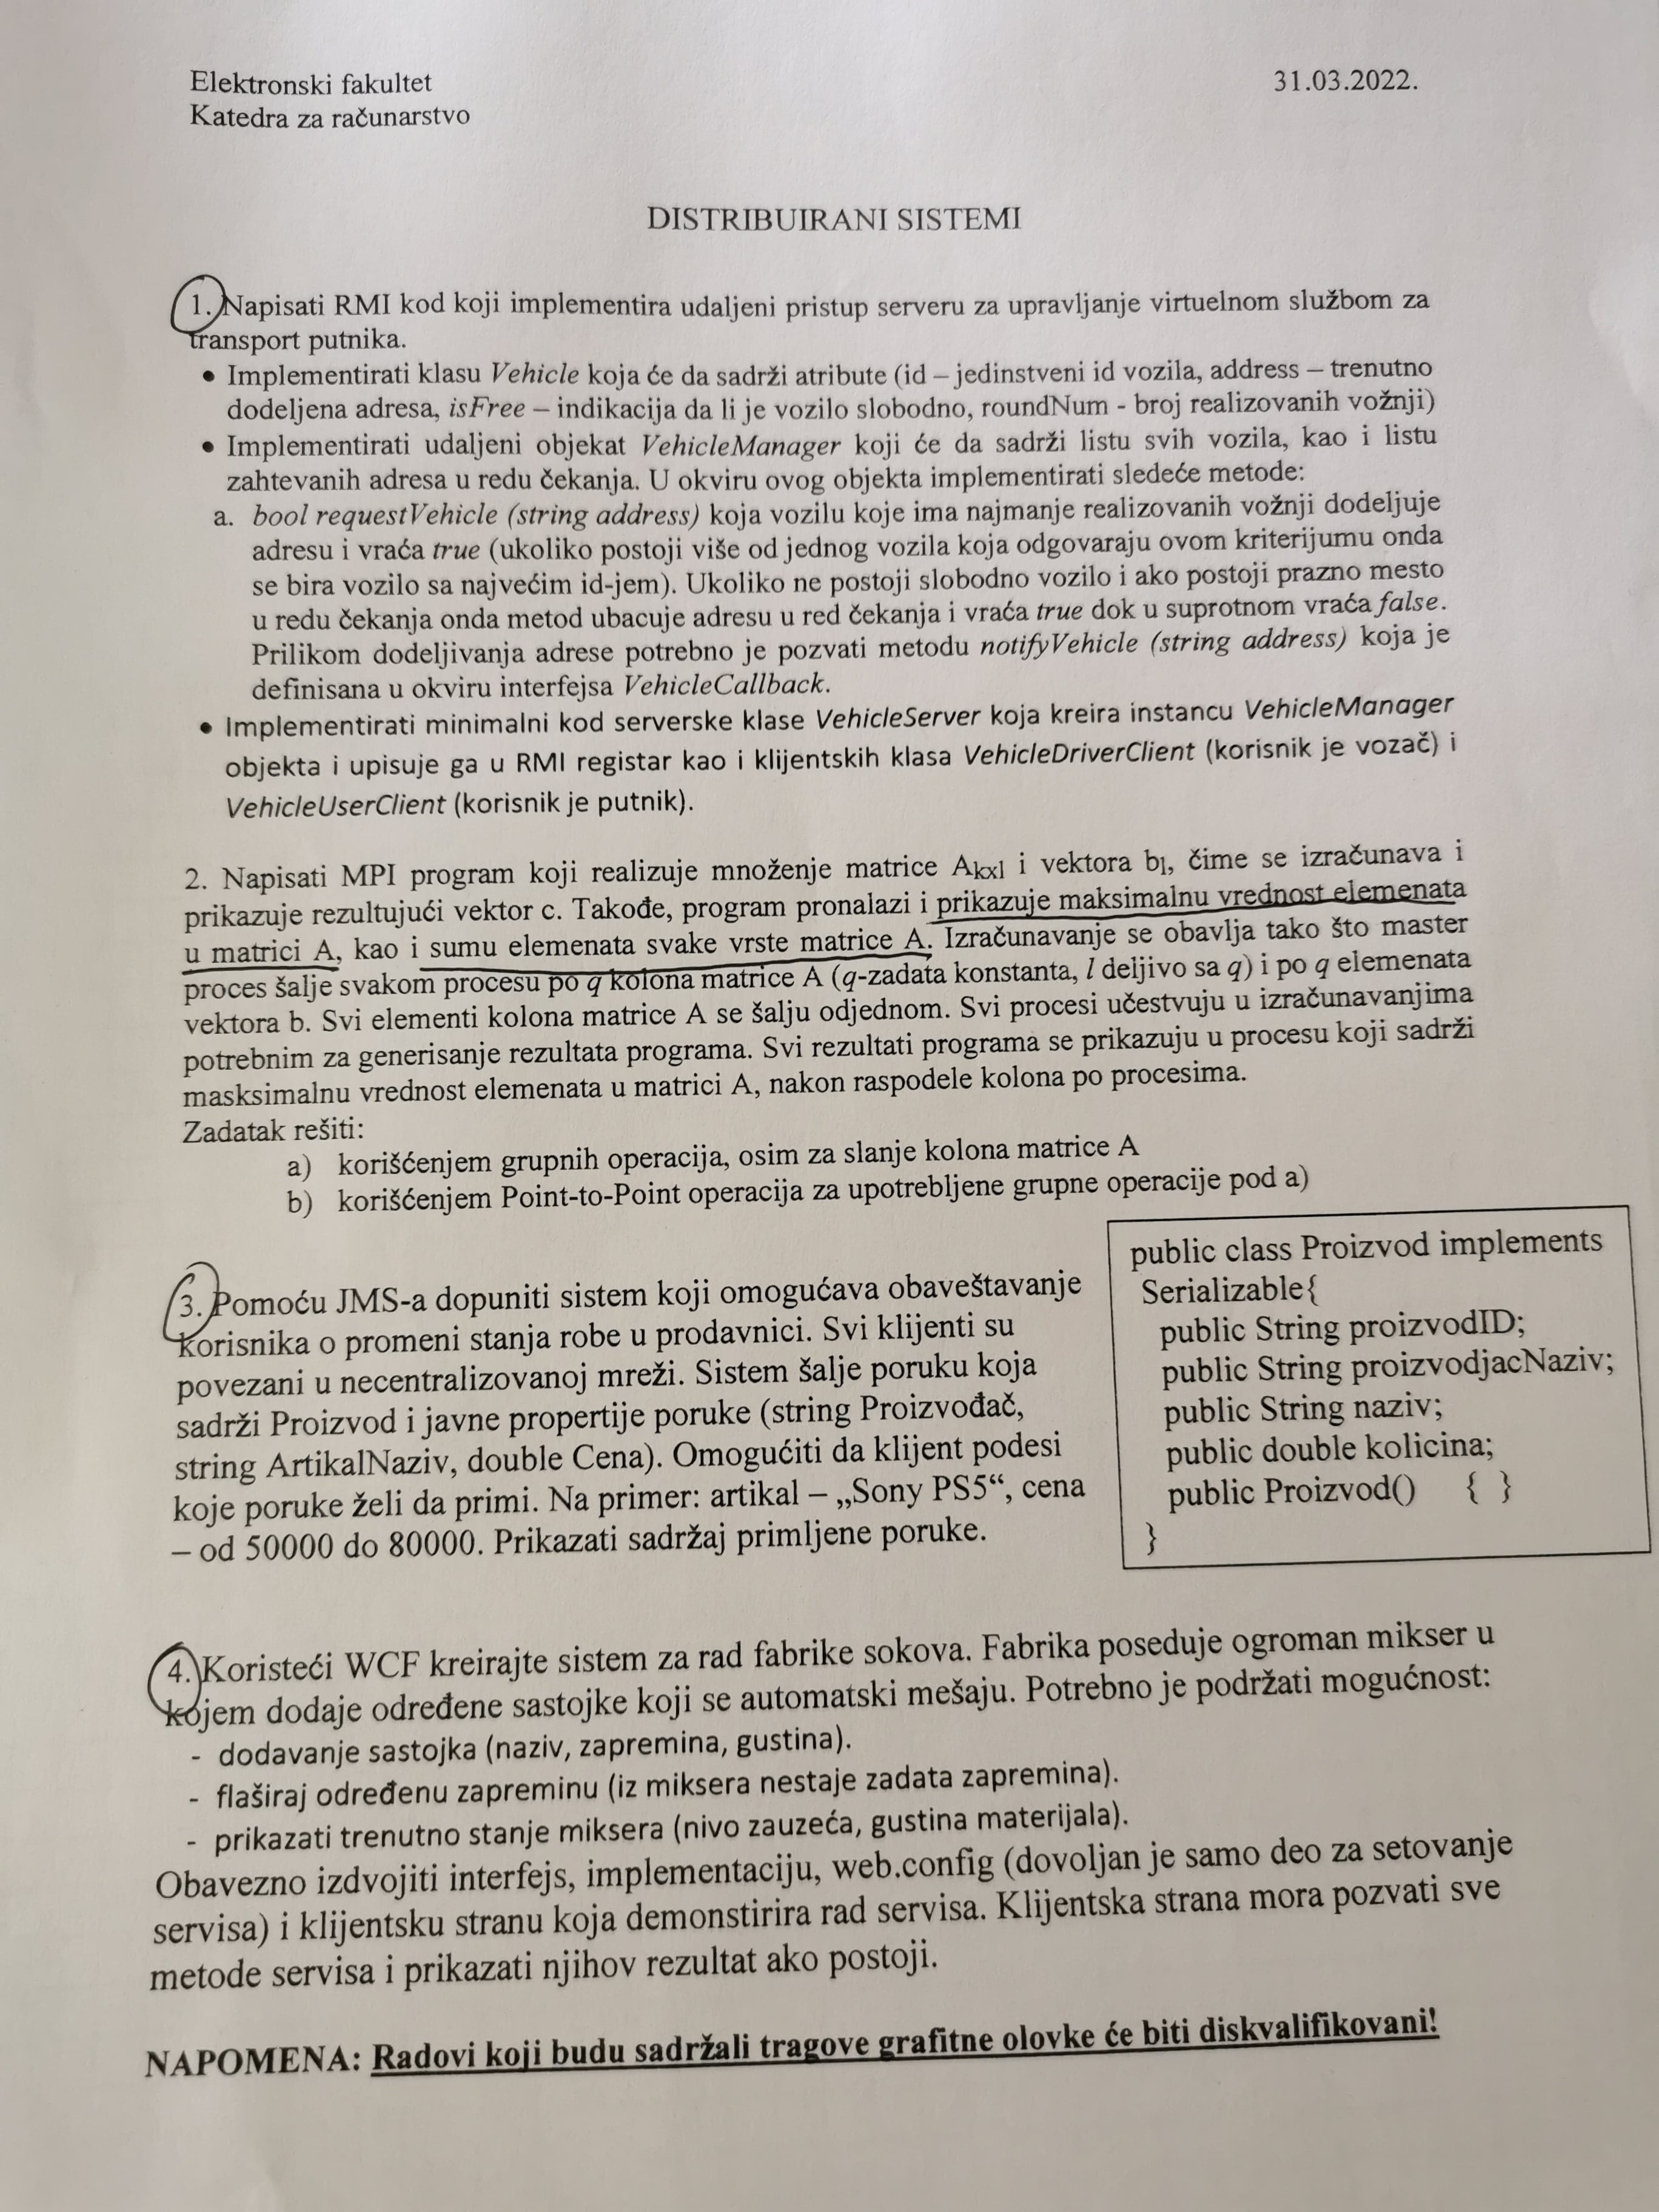 Elektronski fakultet
31.03.2022.
Katedra za računarstvo
DISTRIBUIRANI SISTEMI
1. Napisati RMI kod koji implementira udaljeni pristup serveru za upravljanje virtuelnom službom za
transport putnika.
• Implementirati klasu Vehicle koja će da sadrži atribute (id – jedinstveni id vozila, address – trenutno
dodeljena adresa, isFree – indikacija da li je vozilo slobodno, roundNum - broj realizovanih vožnji)
• Implementirati udaljeni objekat VehicleManager koji će da sadrži listu svih vozila, kao i listu
zahtevanih adresa u redu čekanja. U okviru ovog objekta implementirati sledeće metode:
a. bool requestVehicle (string address) koja vozilu koje ima najmanje realizovanih vožnji dodeljuje
adresu i vraća true (ukoliko postoji više od jednog vozila koja odgovaraju ovom kriterijumu onda
se bira vozilo sa najvećim id-jem). Ukoliko ne postoji slobodno vozilo i ako postoji prazno mesto
u redu čekanja onda metod ubacuje adresu u red čekanja i vraća true dok u suprotnom vraća false.
Prilikom dodeljivanja adrese potrebno je pozvati metodu notifyVehicle (string address) koja je
definisana u okviru interfejsa VehicleCallback.
• Implementirati minimalni kod serverske klase VehicleServer koja kreira instancu VehicleManager
objekta i upisuje ga u RMI registar kao i klijentskih klasa VehicleDriverClient (korisnik je vozač) i
VehicleUserClient (korisnik je putnik).
2. Napisati MPI program koji realizuje množenje matrice Akxl i vektora bl, čime se izračunava i
prikazuje rezultujući vektor c. Takođe, program pronalazi i prikazuje maksimalnu vrednost elemenata
u matrici A, kao i sumu elemenata svake vrste matrice A. Izračunavanje se obavlja tako što master
proces šalje svakom procesu po q kolona matrice A (q-zadata konstanta, l deljivo sa q) i po q elemenata
vektora b. Svi elementi kolona matrice A se šalju odjednom. Svi procesi učestvuju u izračunavanjima
potrebnim za generisanje rezultata programa. Svi rezultati programa se prikazuju u procesu koji sadrži
masksimalnu vrednost elemenata u matrici A, nakon raspodele kolona po procesima.
Zadatak rešiti:
a) korišćenjem grupnih operacija, osim za slanje kolona matrice A
b) korišćenjem Point-to-Point operacija za upotrebljene grupne operacije pod a)
3. Pomoću JMS-a dopuniti sistem koji omogućava obaveštavanje
korisnika o promeni stanja robe u prodavnici. Svi klijenti su
povezani u necentralizovanoj mreži. Sistem šalje poruku koja
sadrži Proizvod i javne propertije poruke (string Proizvođač,
string ArtikalNaziv, double Cena). Omogućiti da klijent podesi
koje poruke želi da primi. Na primer: artikal – „Sony PS5“, cena
– od 50000 do 80000. Prikazati sadržaj primljene poruke.
public class Proizvod implements
Serializable{
public String proizvodID;
public String proizvodjacNaziv;
public String naziv;
public double kolicina;
public Proizvod() { }
}
4. Koristeći WCF kreirajte sistem za rad fabrike sokova. Fabrika poseduje ogroman mikser u
kojem dodaje određene sastojke koji se automatski mešaju. Potrebno je podržati mogućnost:
- dodavanje sastojka (naziv, zapremina, gustina).
- flaširaj određenu zapreminu (iz miksera nestaje zadata zapremina).
- prikazati trenutno stanje miksera (nivo zauzeća, gustina materijala).
Obavezno izdvojiti interfejs, implementaciju, web.config (dovoljan je samo deo za setovanje
servisa) i klijentsku stranu koja demonstirira rad servisa. Klijentska strana mora pozvati sve
metode servisa i prikazati njihov rezultat ako postoji.
NAPOMENA: Radovi koji budu sadržali tragove grafitne olovke će biti diskvalifikovani!